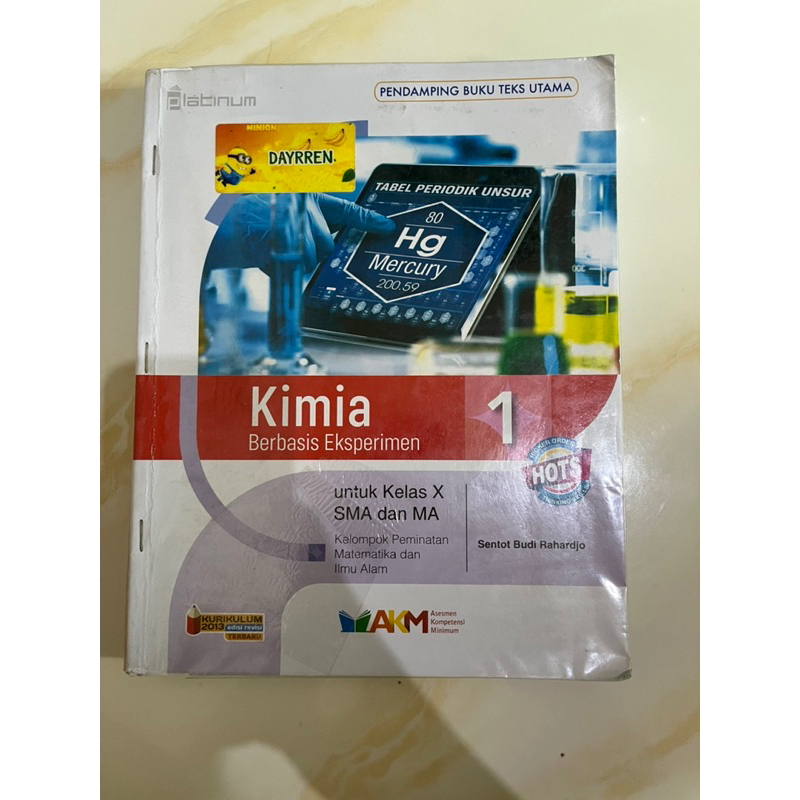 platinum
PENDAMPING BUKU TEKS UTAMA
MINION
DAYRREN
TABEL PERIODIK UNSUR
80
Hg
Mercury
200.59
Kimia
Berbasis Eksperimen
1
HOTS
untuk Kelas X
SMA dan MA
Kelompok Peminatan
Matematika dan
Ilmu Alam
Sentot Budi Rahardjo
KURIKULUM
2013 edisi revisi
TERBARU
AKM
Asesmen
Kompetensi
Minimum